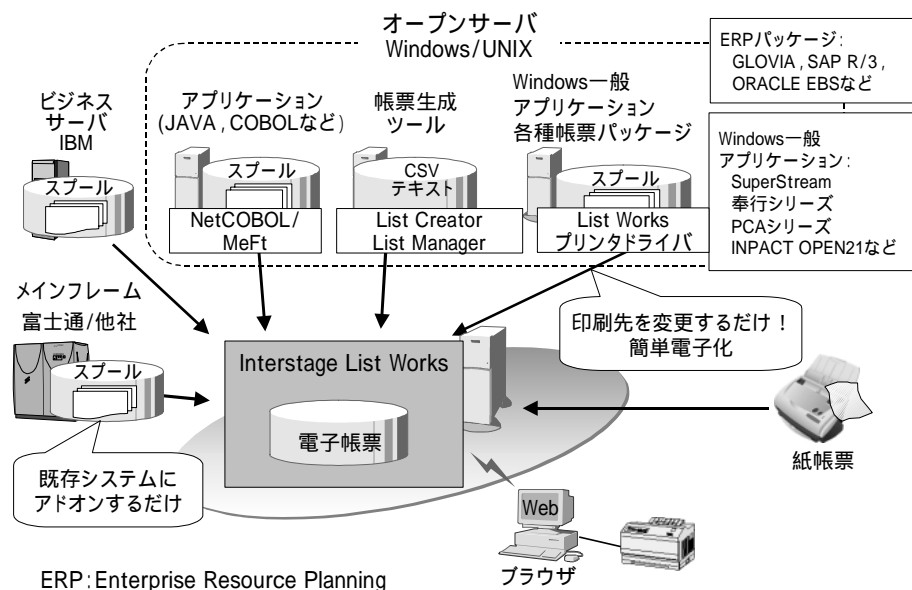 オープンサーバ
Windows/UNIX
ERPパッケージ:
GLOVIA,SAP R/3,
ORACLE EBSなど
ビジネス
サーバ
IBM
スプール
アプリケーション
(JAVA,COBOLなど)
スプール
NetCOBOL/
MeFt
帳票生成
ツール
CSV
テキスト
List Creator
List Manager
Windows一般
アプリケーション
各種帳票パッケージ
スプール
List Works
プリンタドライバ
Windows一般
アプリケーション:
SuperStream
奉行シリーズ
PCAシリーズ
INPACT OPEN21など
メインフレーム
富士通/他社
スプール
既存システムに
アドオンするだけ
Interstage List Works
電子帳票
印刷先を変更するだけ！
簡単電子化
紙帳票
Web
ブラウザ
ERP:Enterprise Resource Planning